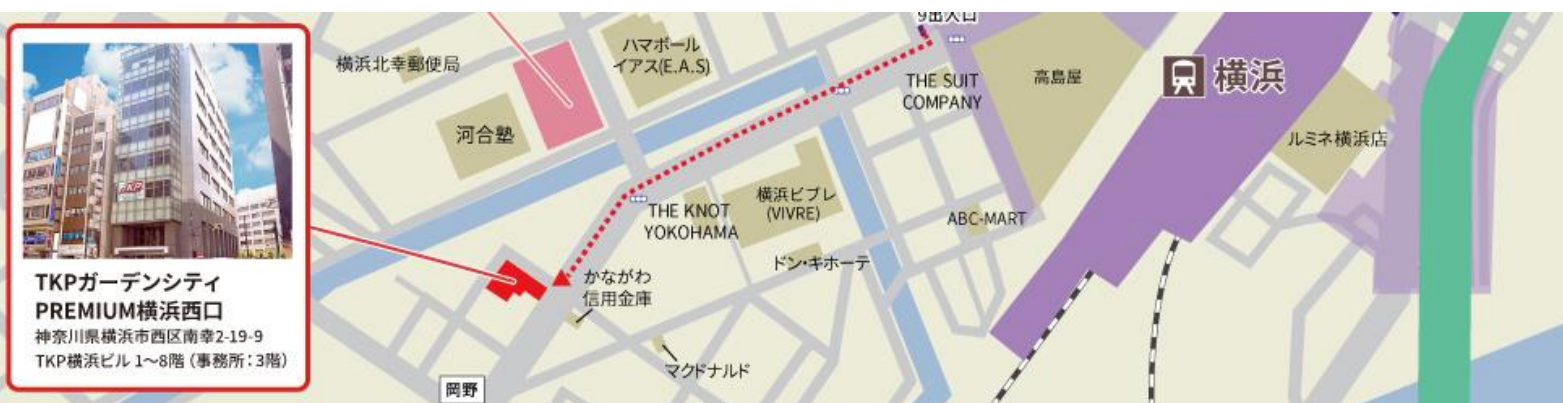 TKP
TKPガーデンシティ
PREMIUM横浜西口
神奈川県横浜市西区南幸2-19-9
TKP横浜ビル 1〜8階（事務所：3階）
横浜北幸郵便局
ハマボール
イアス(E.A.S)
9出入口
河合塾
THE SUIT
COMPANY
高島屋
横浜
ルミネ横浜店
THE KNOT
YOKOHAMA
横浜ビブレ
(VIVRE)
ABC-MART
ドン・キホーテ
かながわ
信用金庫
マクドナルド
岡野